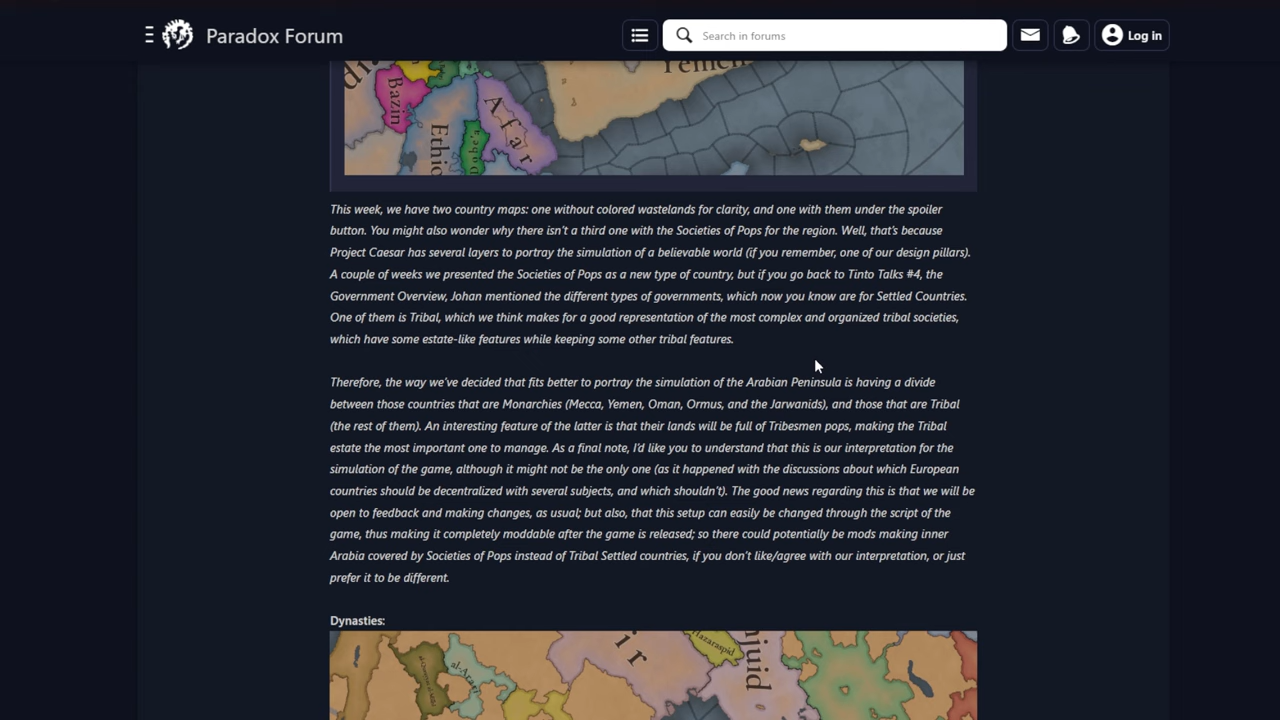 Paradox Forum
Search in forums
Log in
Yemen
Bazin
Afar
This week, we have two country maps: one without colored wastelands for clarity, and one with them under the spoiler
button. You might also wonder why there isn't a third one with the Societies of Pops for the region. Well, that's because
Project Caesar has several layers to portray the simulation of a believable world (if you remember, one of our design pillars).
A couple of weeks we presented the Societies of Pops as a new type of country, but if you go back to Tinto Talks #4, the
Government Overview, Johan mentioned the different types of governments, which now you know are for Settled Countries.
One of them is Tribal, which we think makes for a good representation of the most complex and organized tribal societies,
which have some estate-like features while keeping some other tribal features.
Therefore, the way we've decided that fits better to portray the simulation of the Arabian Peninsula is having a divide
between those countries that are Monarchies (Mecca, Yemen, Oman, Ormus, and the Jarwanids), and those that are Tribal
(the rest of them). An interesting feature of the latter is that their lands will be full of Tribesmen pops, making the Tribal
estate the most important one to manage. As a final note, I'd like you to understand that this is our interpretation for the
simulation of the game, although it might not be the only one (as it happened with the discussions about which European
countries should be decentralized with several subjects, and which shouldn't). The good news regarding this is that we will be
open to feedback and making changes, as usual; but also, that this setup can easily be changed through the script of the
game, thus making it completely moddable after the game is released; so there could potentially be mods making inner
Arabia covered by Societies of Pops instead of Tribal Settled countries, if you don't like/agree with our interpretation, or just
prefer it to be different.
Dynasties:
Hazaraspid